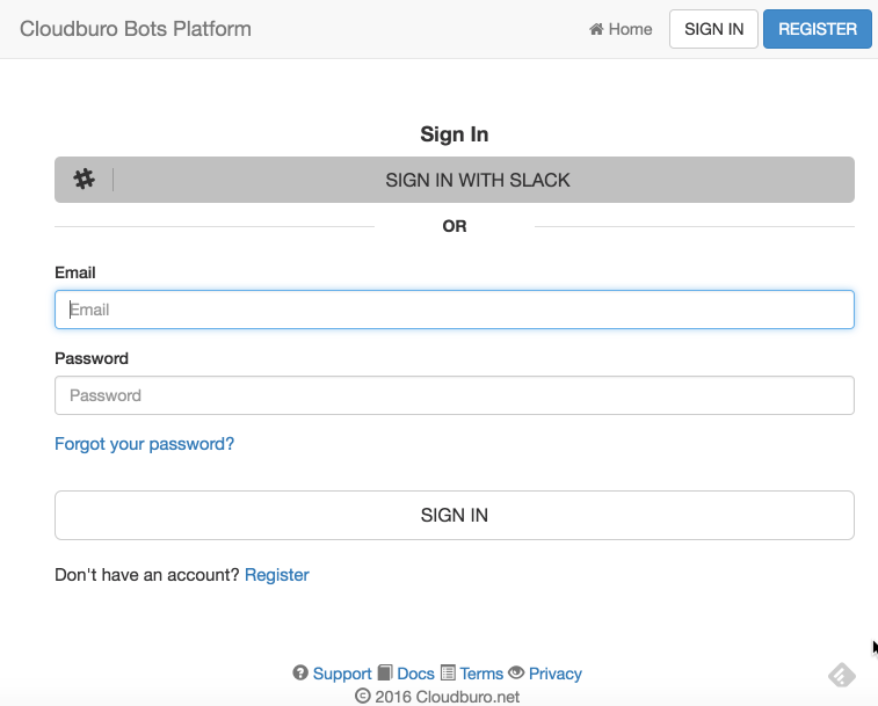 Cloudburo Bots Platform Home SIGN IN REGISTER
Sign In
SIGN IN WITH SLACK
OR
Email
Email
Password
Password
Forgot your password?
SIGN IN
Don't have an account? Register
Support Docs Terms Privacy
© 2016 Cloudburo.net